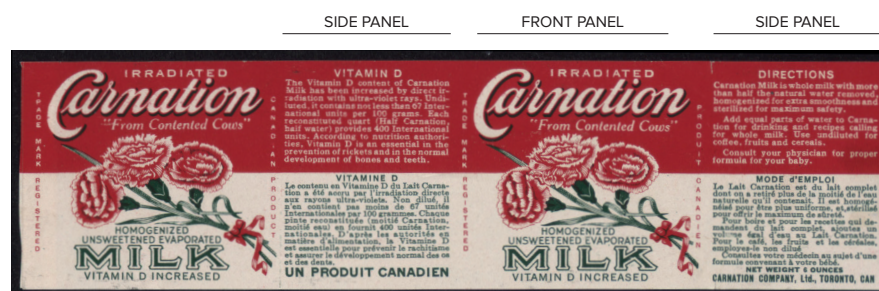 SIDE PANEL
FRONT PANEL
SIDE PANEL
IRRADIATED
Carnation
"From Contented Cows"
TRADE MARK REGISTERED
CANADIAN PRODUCT
HOMOGENIZED
UNSWEETENED EVAPORATED
MILK
VITAMIN D INCREASED
VITAMIN D
The Vitamin D content of Carnation
Milk has been increased by direct ir-
radiation with ultra-violet rays. Undi-
luted, it contains not less than 67 Inter-
national units per 100 grams. Each
reconstituted quart (Half Carnation,
half water) provides 400 International
units. According to nutrition authori-
ties, Vitamin D is an essential in the
prevention of rickets and in the normal
development of bones and teeth.
VITAMINE D
Le contenu en Vitamine D du Lait Carna-
tion a été accru par l'irradiation directe
aux rayons ultra-violets. Non dilué, il
n'en contient pas moins de 67 unités
Internationales par 100 grammes. Chaque
pinte reconstituée (moitié Carnation,
moitié eau) en fournit 400 unités Inter-
nationales. D'après les autorités en
matière d'alimentation, la Vitamine D
est essentielle pour prévenir le rachitisme
et assurer le développement normal des os
et des dents.
UN PRODUIT CANADIEN
IRRADIATED
Carnation
"From Contented Cows"
TRADE MARK REGISTERED
PRODUIT CANADIEN
HOMOGENIZED
UNSWEETENED EVAPORATED
MILK
VITAMIN D INCREASED
DIRECTIONS
Carnation Milk is whole milk with more
than half the natural water removed,
homogenized for extra smoothness and
sterilized for maximum safety.
Add equal parts of water to Carna-
tion for drinking and recipes calling
for whole milk. Use undiluted for
coffee, fruits and cereals.
Consult your physician for proper
formula for your baby.
MODE d'EMPLOI
Le Lait Carnation est du lait complet
dont on a retiré plus de la moitié de l'eau
naturelle qu'il contenait. Il est homogé-
néisé pour être plus uniforme, et stérilisé
pour offrir le maximum de sûreté.
Pour boire et pour les recettes qui de-
mandent du lait complet, ajoutez un
volume égal d'eau au Lait Carnation.
Pour le café, les fruits et les céréales,
employez-le non dilué
Consultez votre médecin au sujet d'une
formule convenant à votre bébé.
NET WEIGHT 6 OUNCES
CARNATION COMPANY, Ltd., TORONTO, CAN